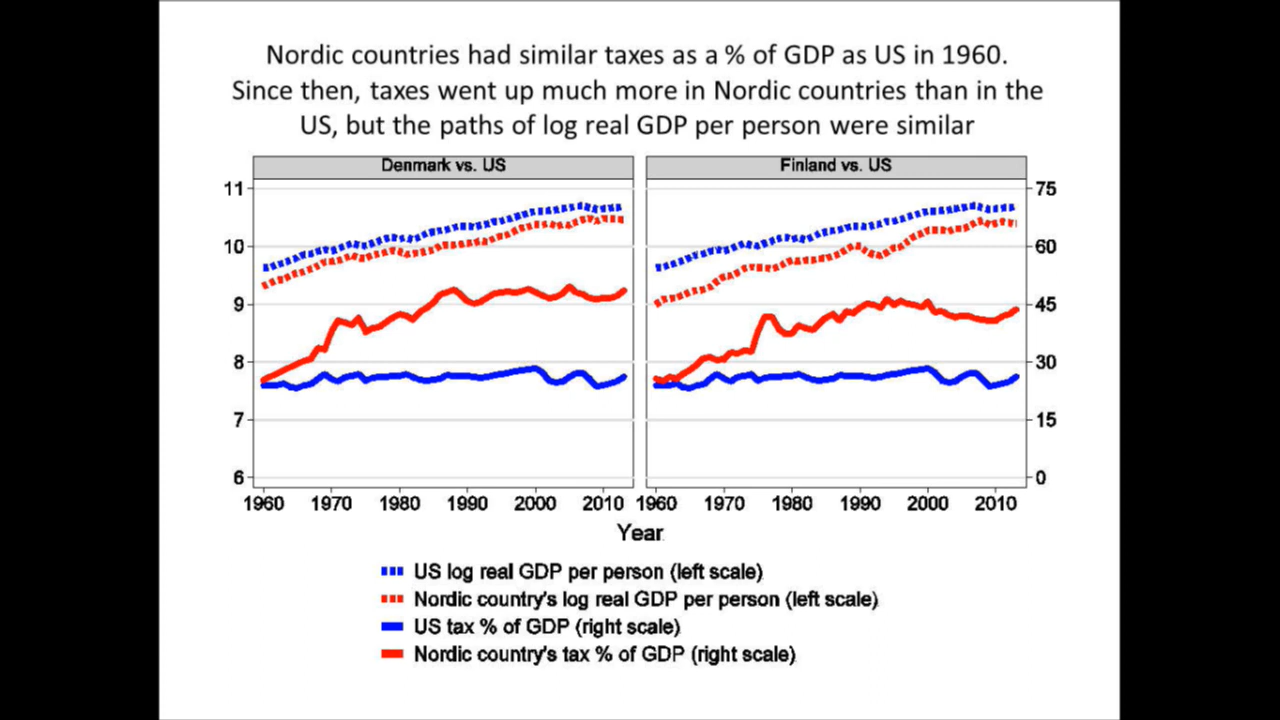 Nordic countries had similar taxes as a % of GDP as US in 1960.
Since then, taxes went up much more in Nordic countries than in the
US, but the paths of log real GDP per person were similar
Denmark vs. US
Finland vs. US
11
10
9
8
7
6
75
60
45
30
15
0
1960 1970 1980 1990 2000 2010
1960 1970 1980 1990 2000 2010
Year
US log real GDP per person (left scale)
Nordic country's log real GDP per person (left scale)
US tax % of GDP (right scale)
Nordic country's tax % of GDP (right scale)